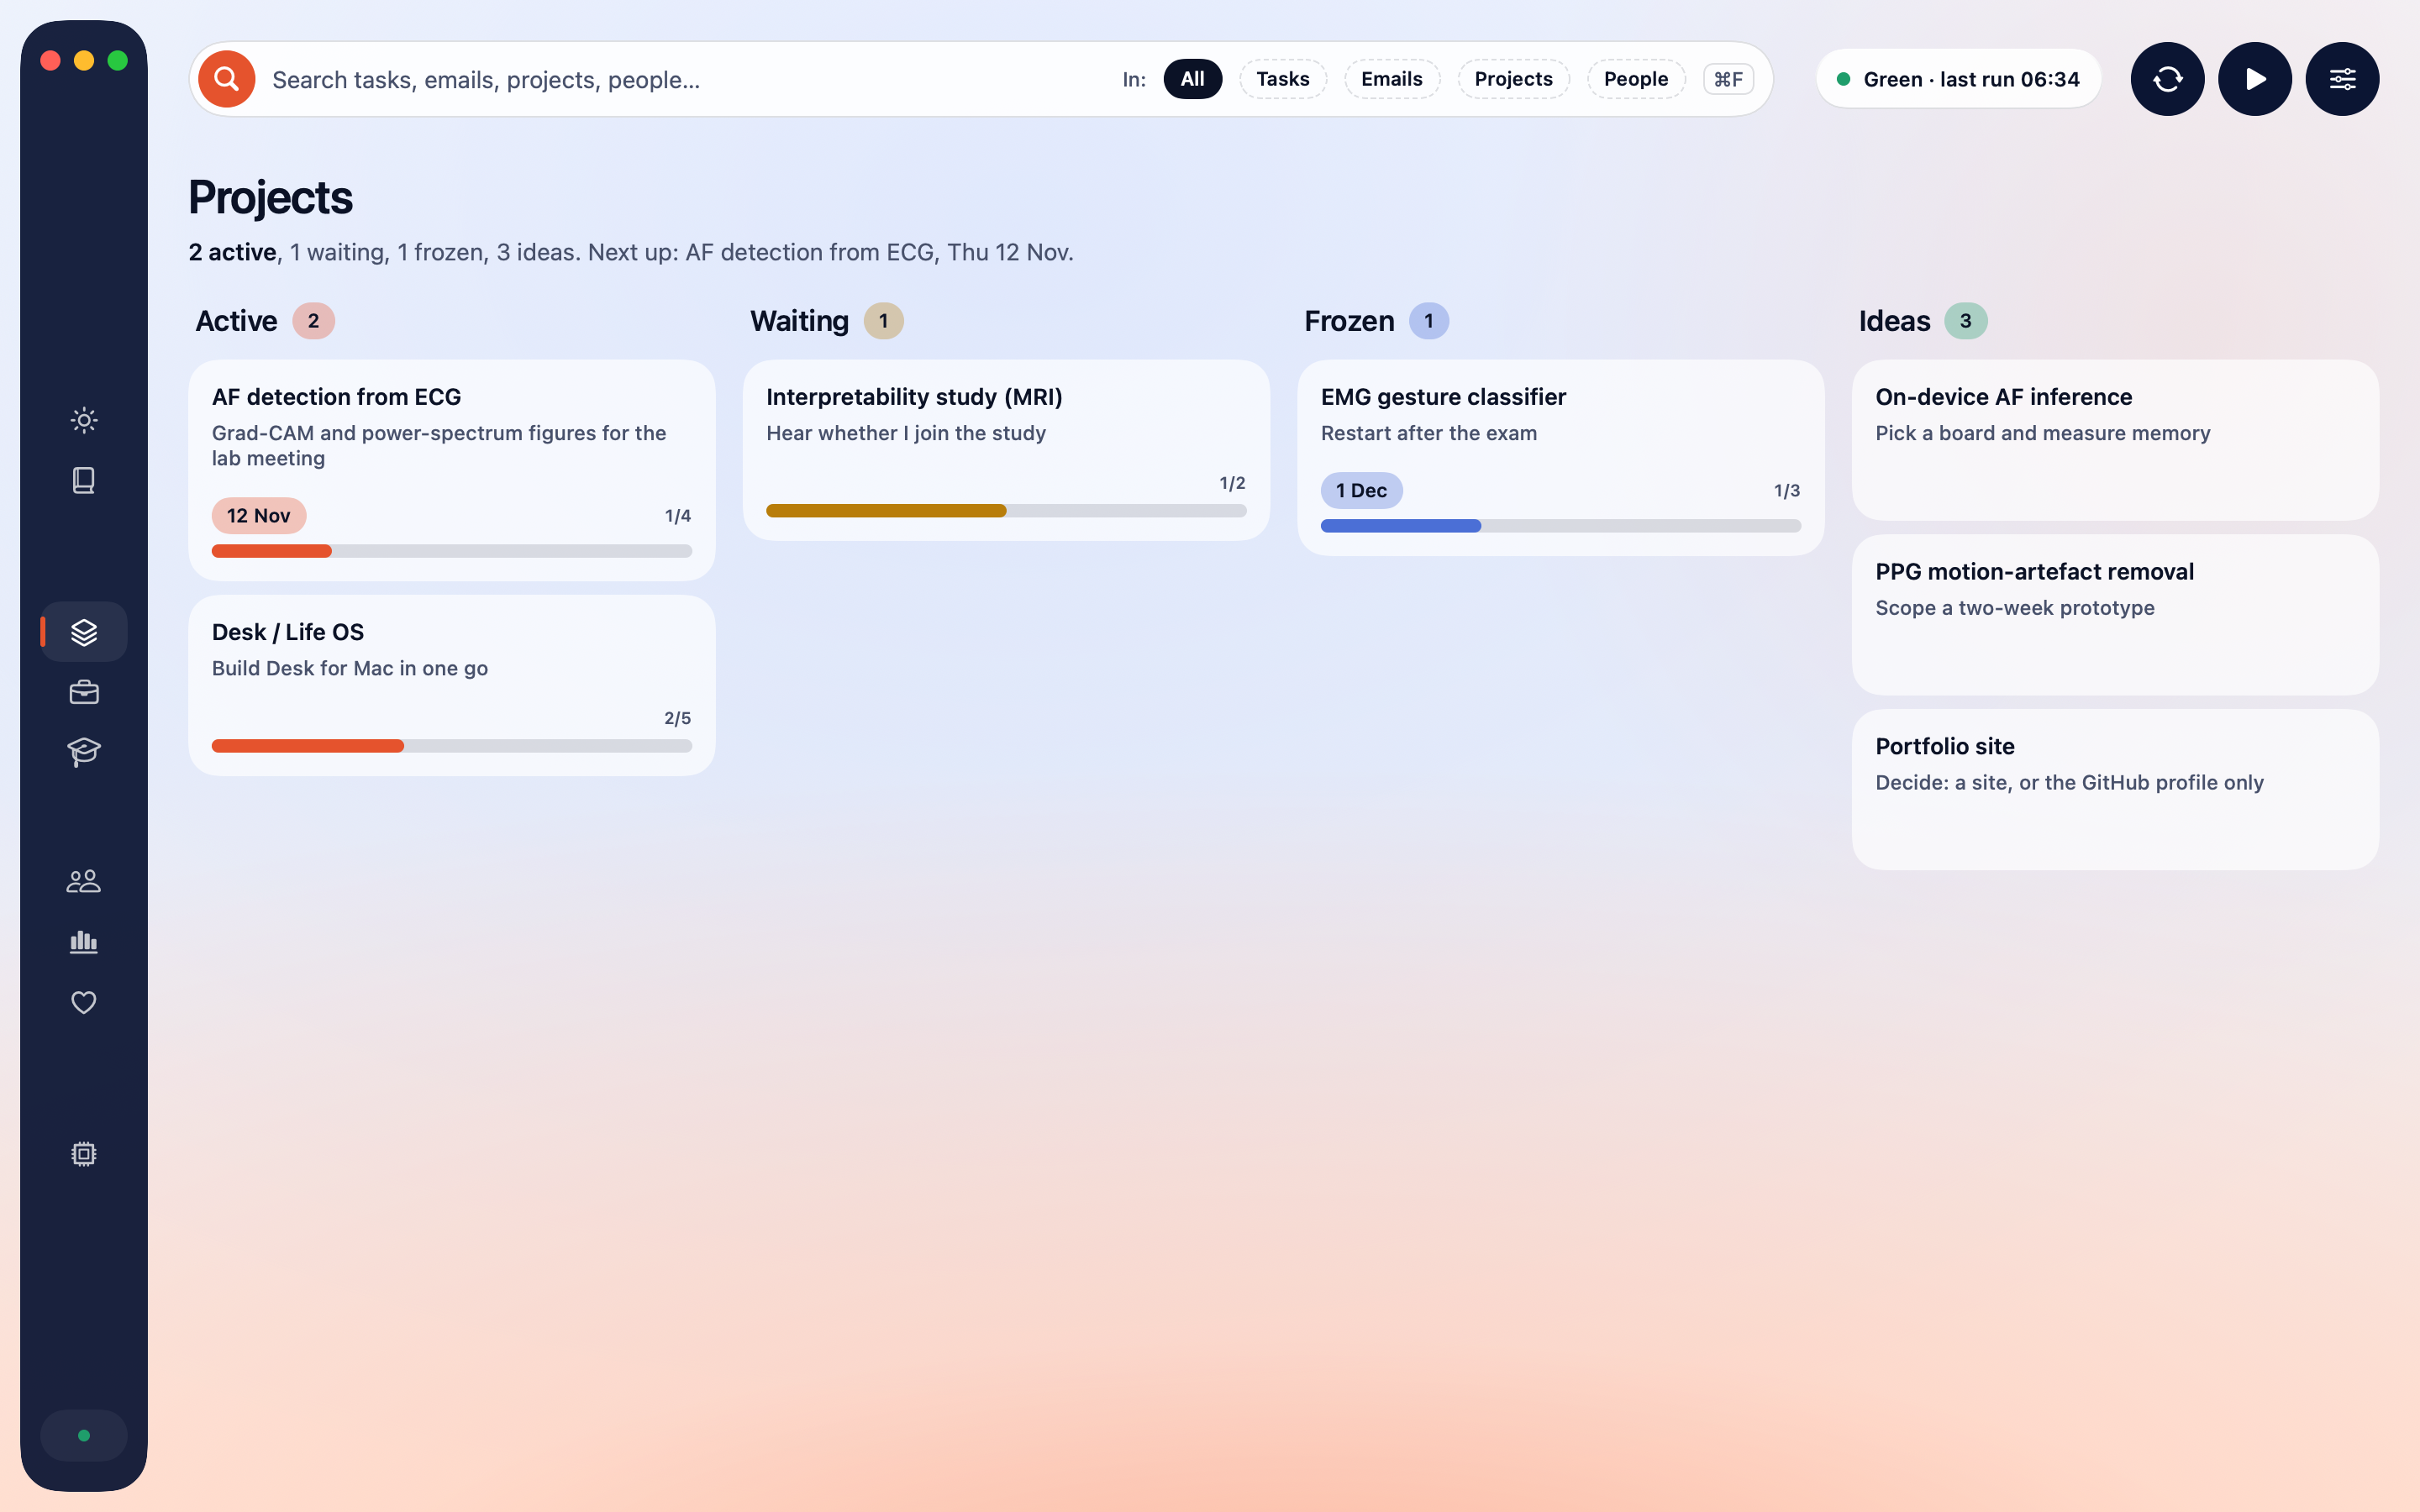 Search tasks, emails, projects, people...
In: All Tasks Emails Projects People ⌘F
Green · last run 06:34
Projects
2 active, 1 waiting, 1 frozen, 3 ideas. Next up: AF detection from ECG, Thu 12 Nov.
Active 2
AF detection from ECG
Grad-CAM and power-spectrum figures for the
lab meeting
12 Nov 1/4
Desk / Life OS
Build Desk for Mac in one go
2/5
Waiting 1
Interpretability study (MRI)
Hear whether I join the study
1/2
Frozen 1
EMG gesture classifier
Restart after the exam
1 Dec 1/3
Ideas 3
On-device AF inference
Pick a board and measure memory
PPG motion-artefact removal
Scope a two-week prototype
Portfolio site
Decide: a site, or the GitHub profile only